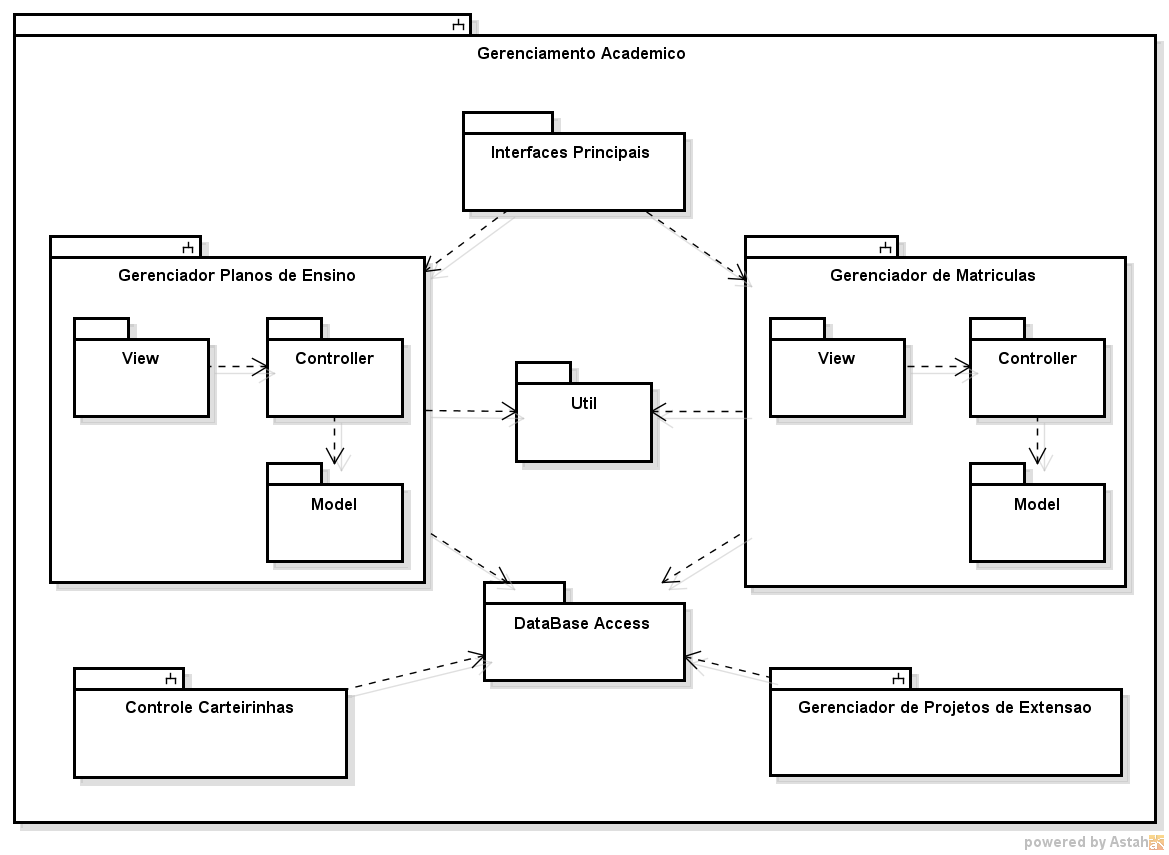 Gerenciamento Academico
Interfaces Principais
Gerenciador Planos de Ensino
View
Controller
Model
Gerenciador de Matriculas
View
Controller
Model
Util
DataBase Access
Controle Carteirinhas
Gerenciador de Projetos de Extensao
powered by Astah